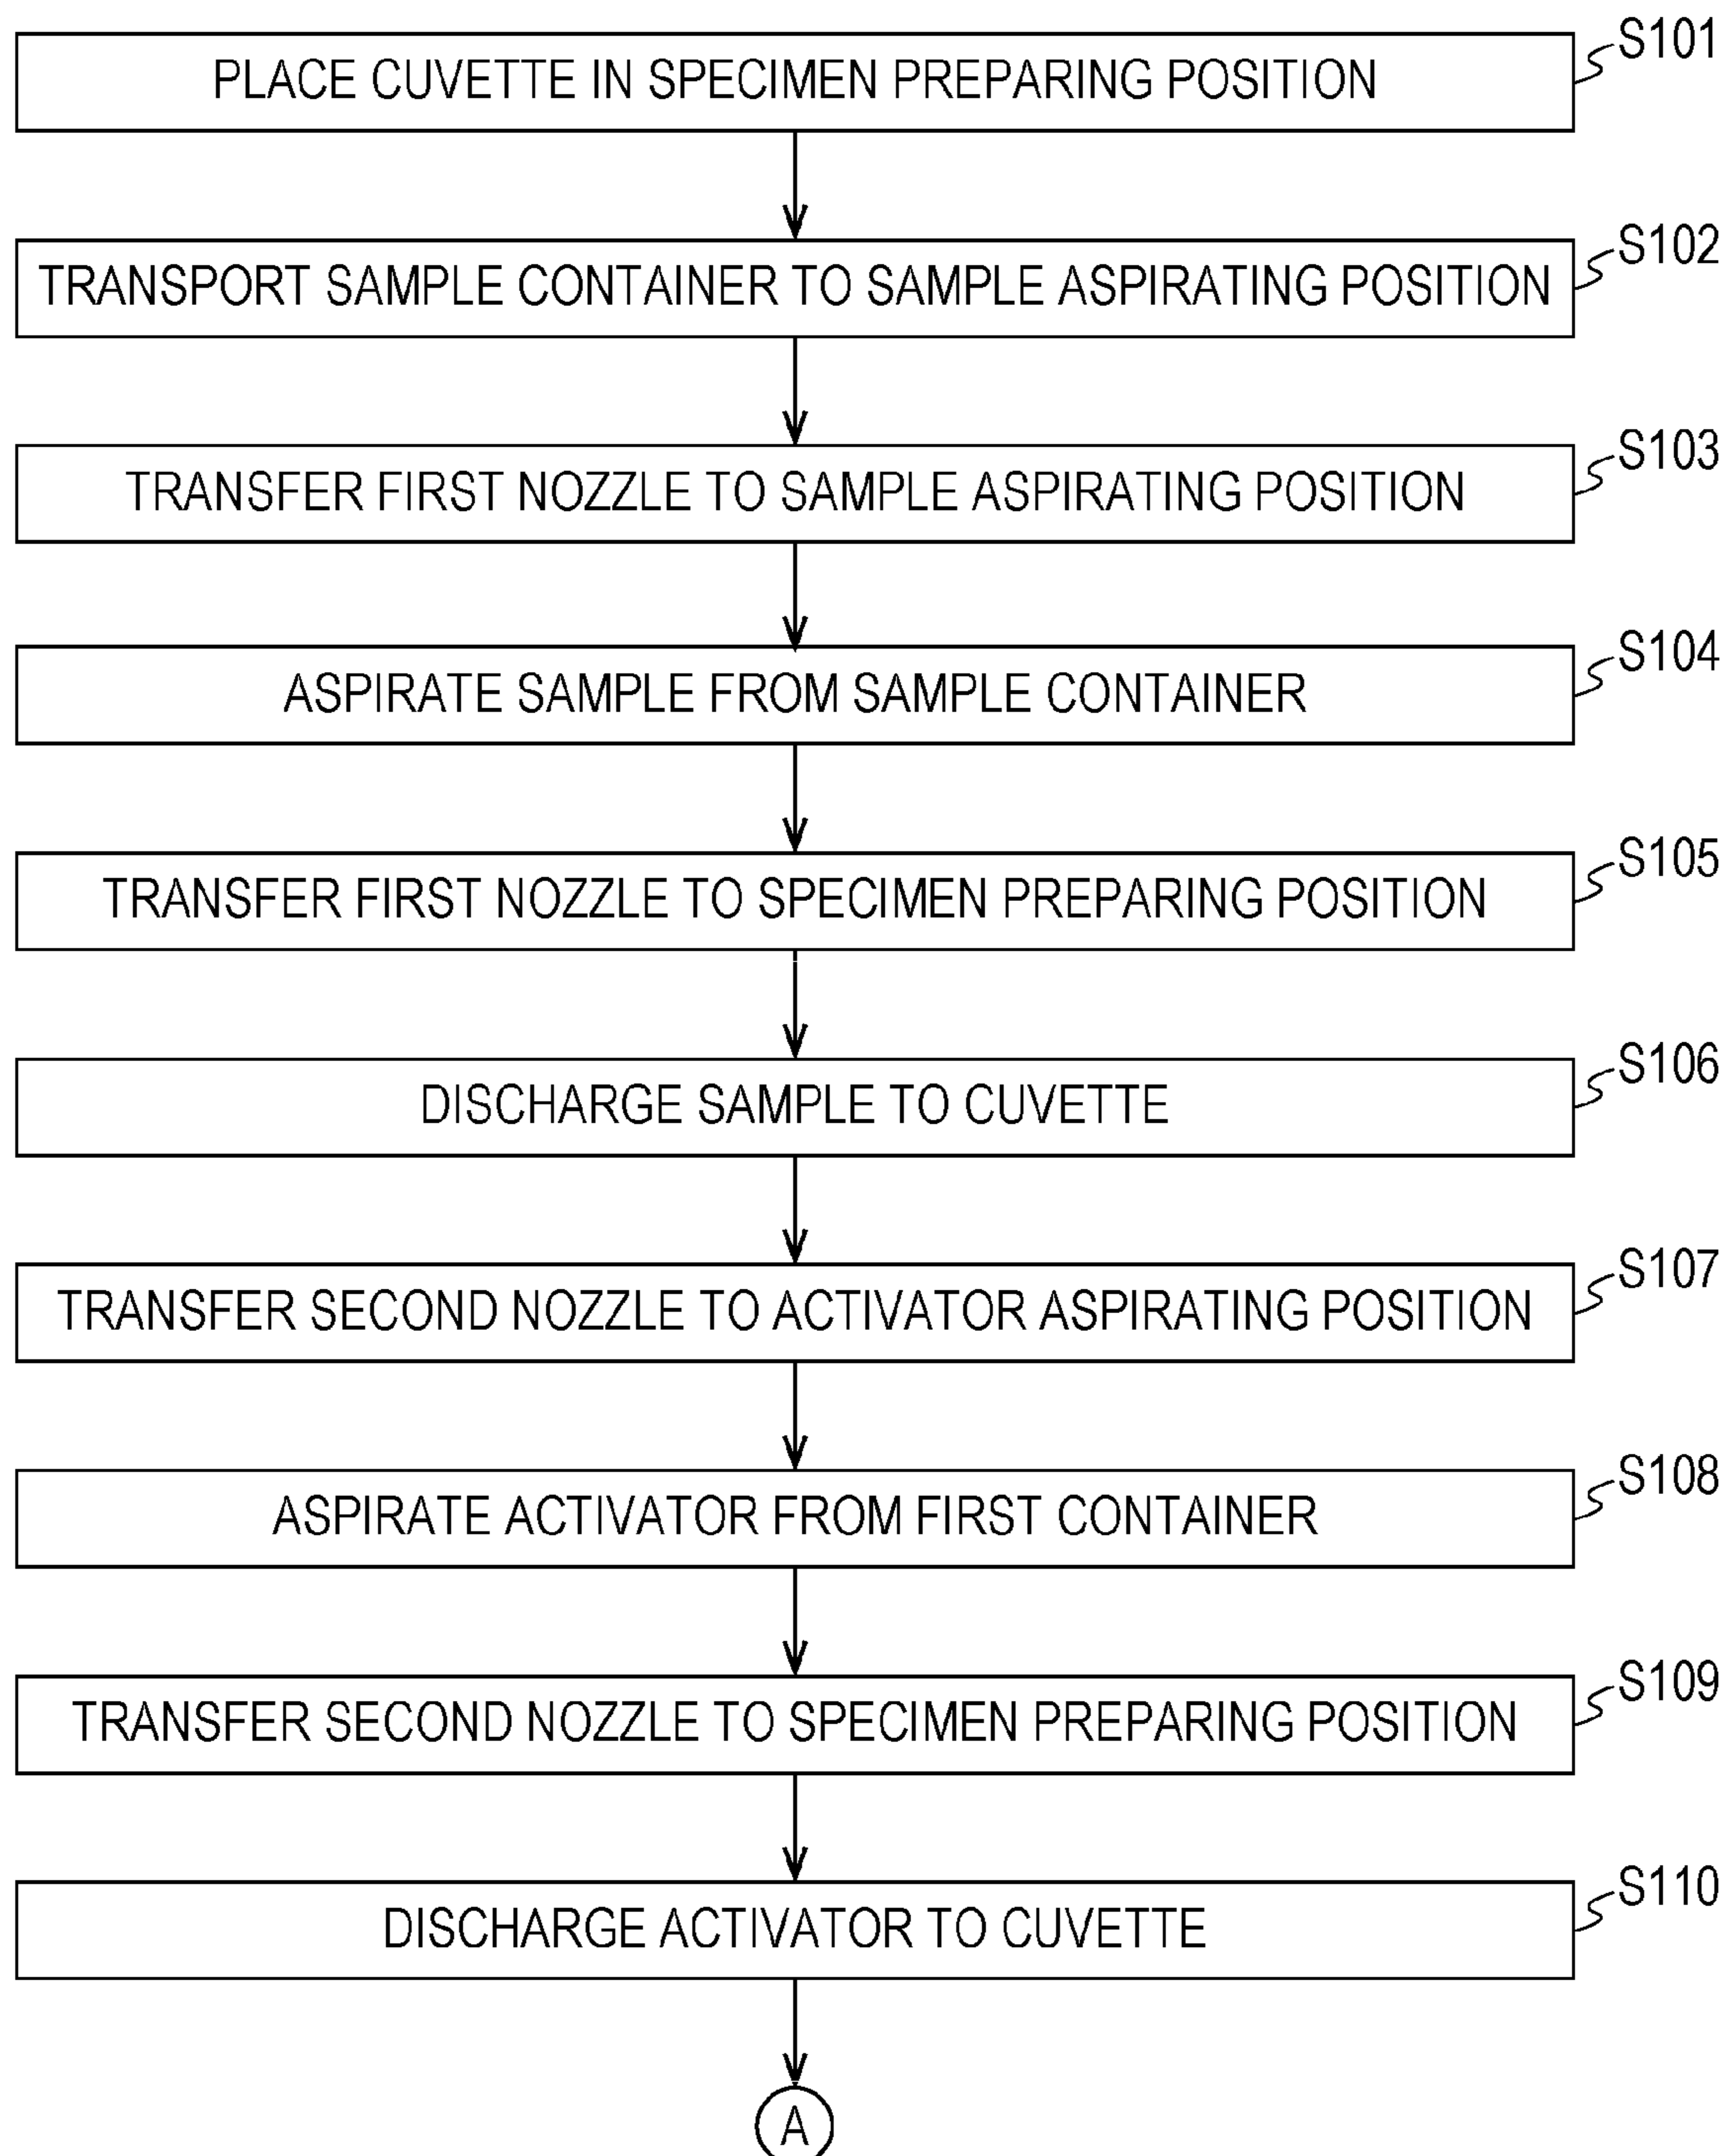 S101
PLACE CUVETTE IN SPECIMEN PREPARING POSITION
S102
TRANSPORT SAMPLE CONTAINER TO SAMPLE ASPIRATING POSITION
S103
TRANSFER FIRST NOZZLE TO SAMPLE ASPIRATING POSITION
S104
ASPIRATE SAMPLE FROM SAMPLE CONTAINER
S105
TRANSFER FIRST NOZZLE TO SPECIMEN PREPARING POSITION
S106
DISCHARGE SAMPLE TO CUVETTE
S107
TRANSFER SECOND NOZZLE TO ACTIVATOR ASPIRATING POSITION
S108
ASPIRATE ACTIVATOR FROM FIRST CONTAINER
S109
TRANSFER SECOND NOZZLE TO SPECIMEN PREPARING POSITION
S110
DISCHARGE ACTIVATOR TO CUVETTE
A